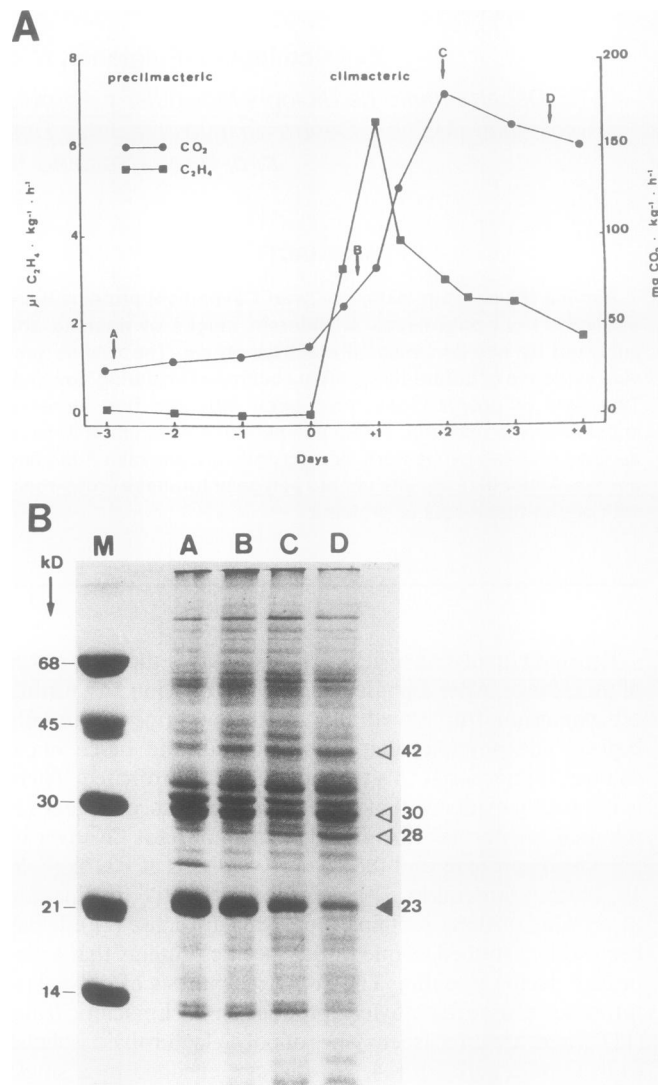 A
8
6
4
2
0
µl C₂H₄ · kg⁻¹ · h⁻¹
preclimacteric
climacteric
CO₂
C₂H₄
A
B
C
D
200
150
100
50
0
mg CO₂ · kg⁻¹ · h⁻¹
-3 -2 -1 0 +1 +2 +3 +4
Days
B
kD M A B C D
68
45
42
30
30
28
21
23
14